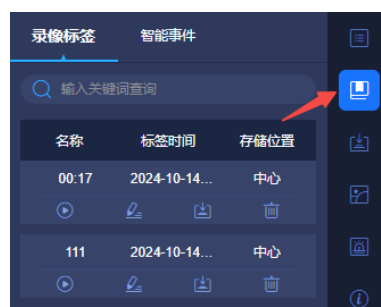 录像标签 智能事件
输入关键词查询
名称 标签时间 存储位置
00:17 2024-10-14... 中心
111 2024-10-14... 中心